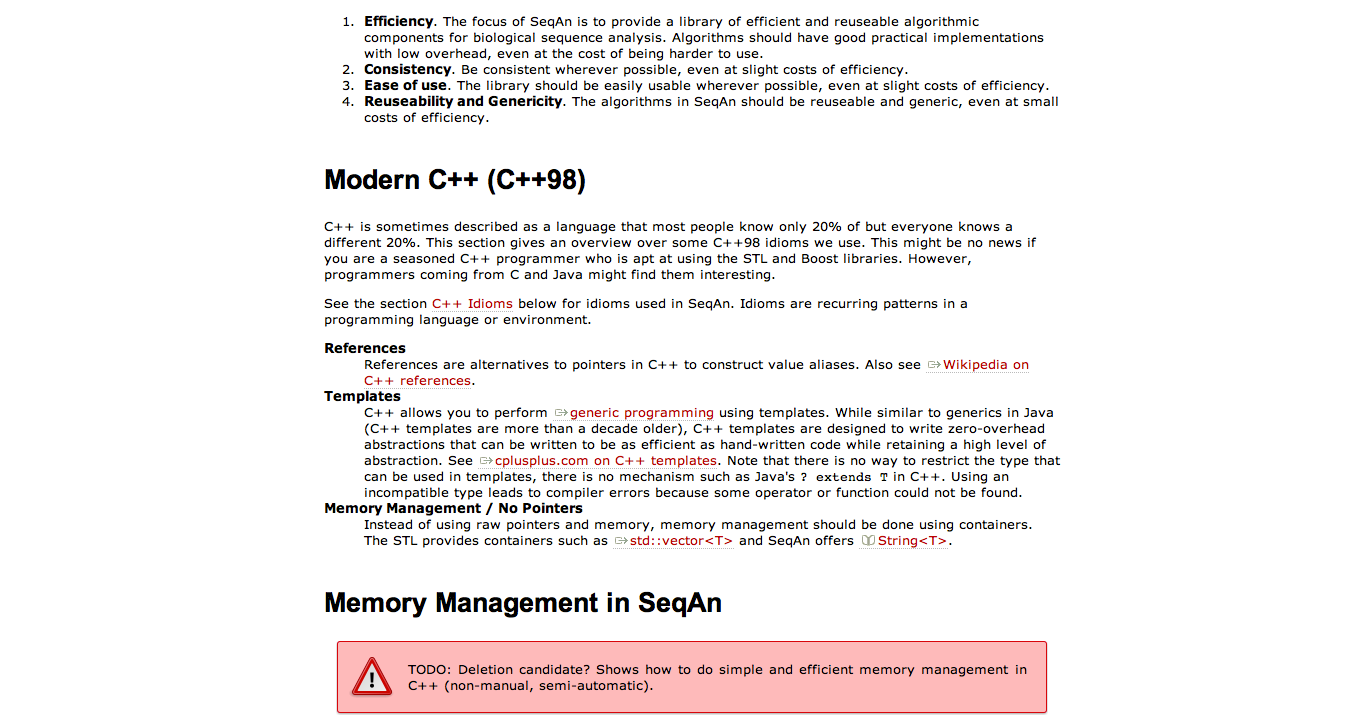 1. Efficiency. The focus of SeqAn is to provide a library of efficient and reuseable algorithmic
components for biological sequence analysis. Algorithms should have good practical implementations
with low overhead, even at the cost of being harder to use.
2. Consistency. Be consistent wherever possible, even at slight costs of efficiency.
3. Ease of use. The library should be easily usable wherever possible, even at slight costs of efficiency.
4. Reuseability and Genericity. The algorithms in SeqAn should be reuseable and generic, even at small
costs of efficiency.
Modern C++ (C++98)
C++ is sometimes described as a language that most people know only 20% of but everyone knows a
different 20%. This section gives an overview over some C++98 idioms we use. This might be no news if
you are a seasoned C++ programmer who is apt at using the STL and Boost libraries. However,
programmers coming from C and Java might find them interesting.
See the section C++ Idioms below for idioms used in SeqAn. Idioms are recurring patterns in a
programming language or environment.
References
References are alternatives to pointers in C++ to construct value aliases. Also see Wikipedia on
C++ references.
Templates
C++ allows you to perform generic programming using templates. While similar to generics in Java
(C++ templates are more than a decade older), C++ templates are designed to write zero-overhead
abstractions that can be written to be as efficient as hand-written code while retaining a high level of
abstraction. See cplusplus.com on C++ templates. Note that there is no way to restrict the type that
can be used in templates, there is no mechanism such as Java's ? extends T in C++. Using an
incompatible type leads to compiler errors because some operator or function could not be found.
Memory Management / No Pointers
Instead of using raw pointers and memory, memory management should be done using containers.
The STL provides containers such as std::vector<T> and SeqAn offers String<T>.
Memory Management in SeqAn
TODO: Deletion candidate? Shows how to do simple and efficient memory management in
C++ (non-manual, semi-automatic).